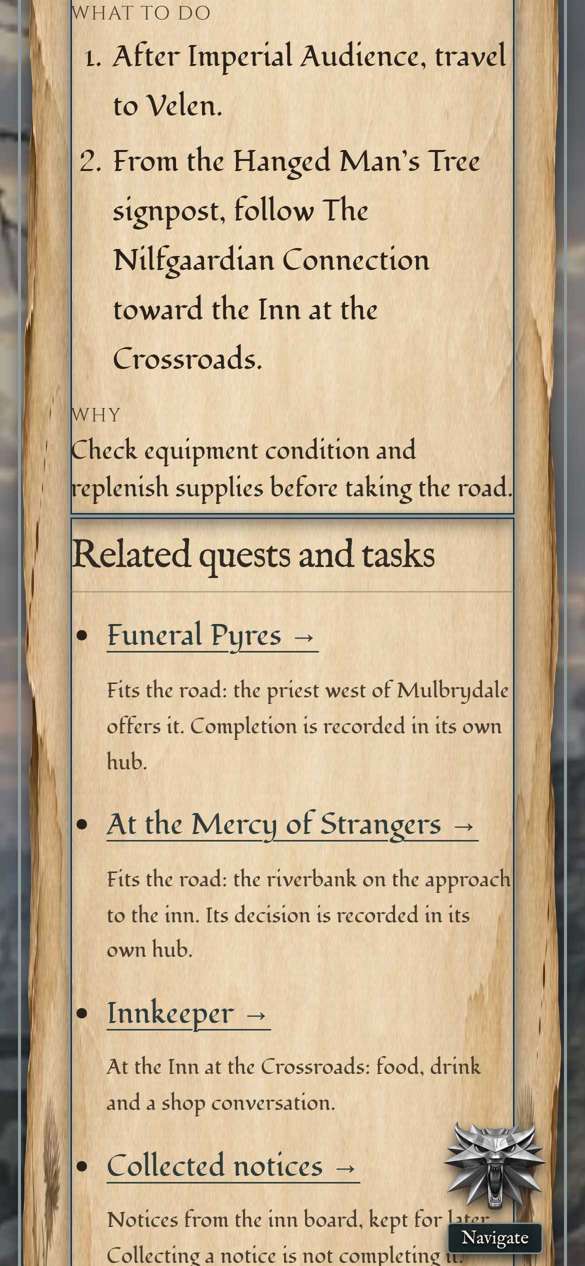 WHAT TO DO
1. After Imperial Audience, travel
to Velen.
2. From the Hanged Man's Tree
signpost, follow The
Nilfgaardian Connection
toward the Inn at the
Crossroads.
WHY
Check equipment condition and
replenish supplies before taking the road.
Related quests and tasks
• Funeral Pyres →
Fits the road: the priest west of Mulbrydale
offers it. Completion is recorded in its own
hub.
• At the Mercy of Strangers →
Fits the road: the riverbank on the approach
to the inn. Its decision is recorded in its
own hub.
• Innkeeper →
At the Inn at the Crossroads: food, drink
and a shop conversation.
• Collected notices →
Notices from the inn board, kept for later.
Collecting a notice is not completing it.
Navigate